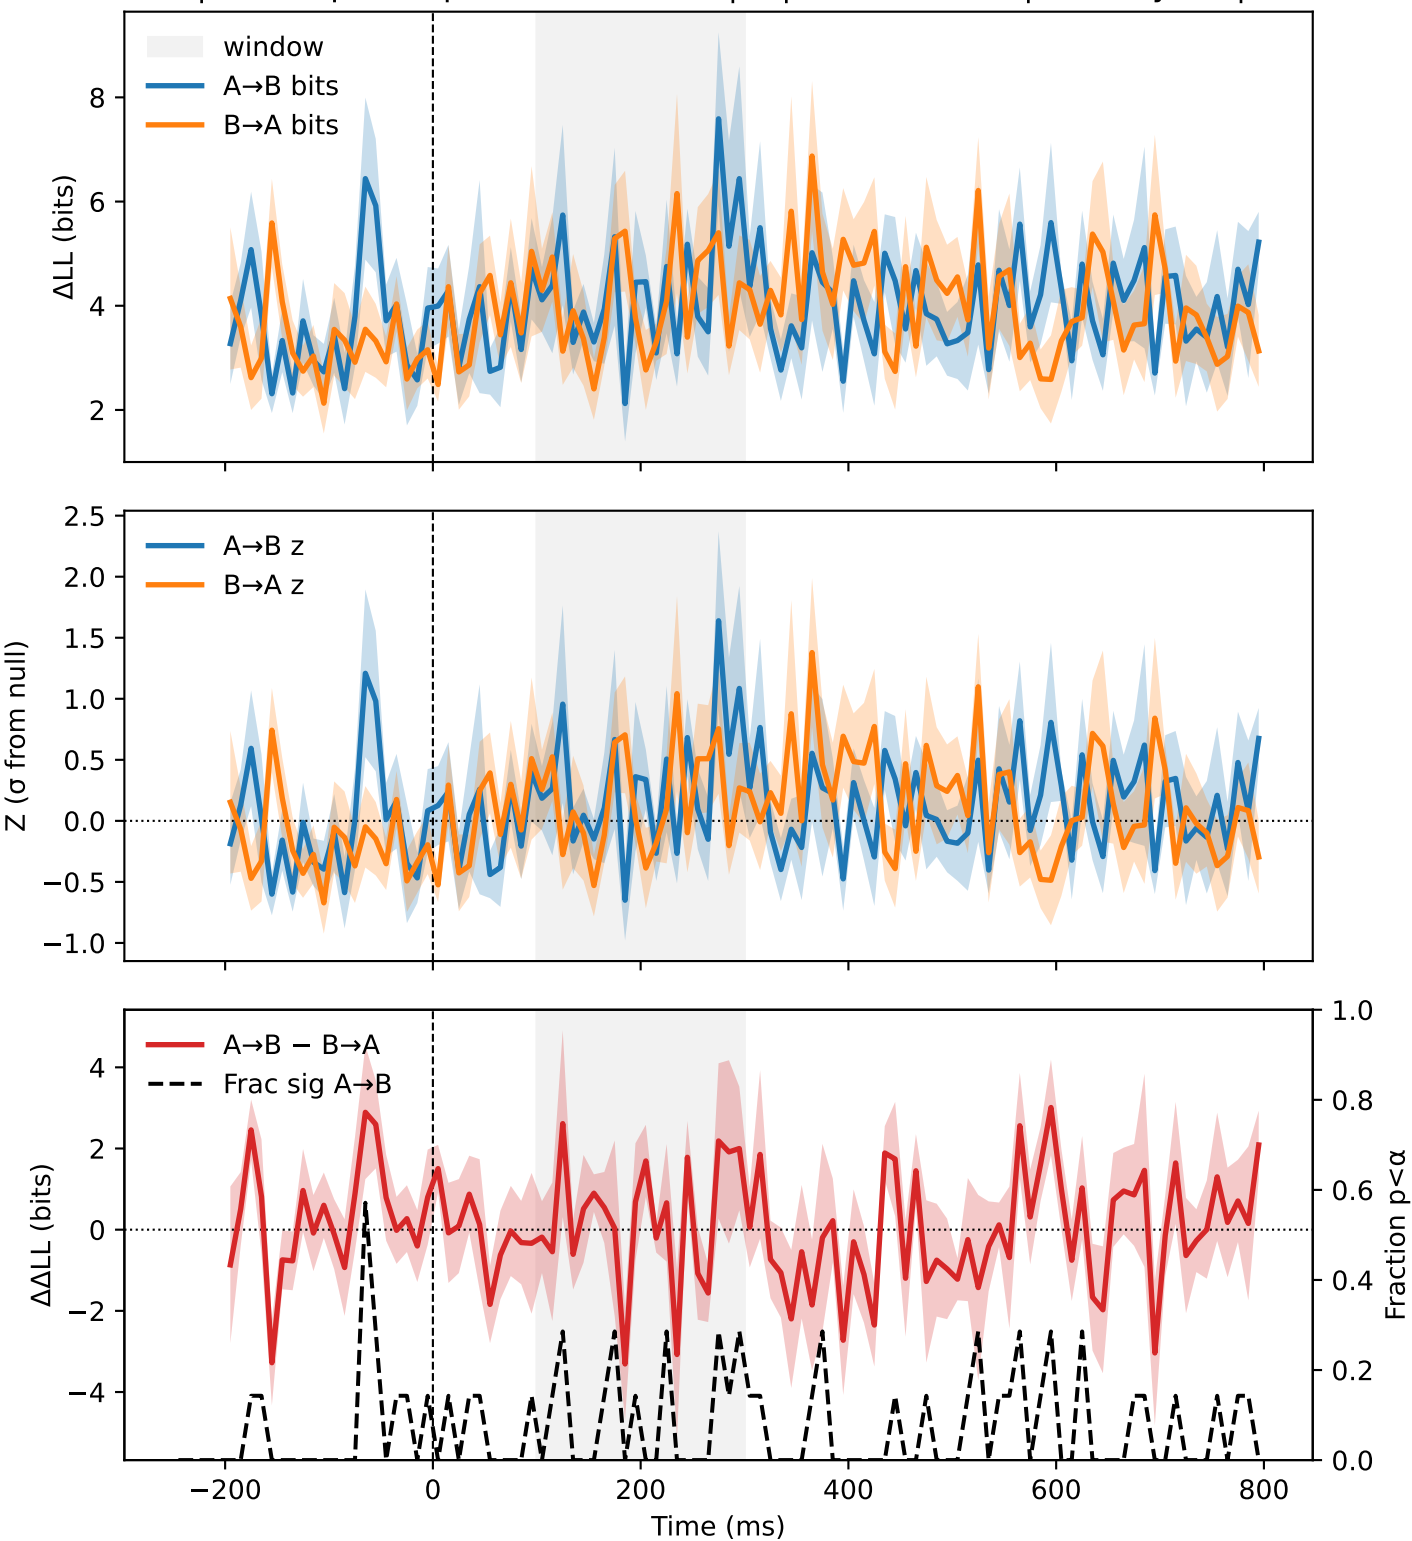 window
A→B bits
B→A bits
ΔLL (bits)
8
6
4
2
A→B z
B→A z
Z (σ from null)
2.5
2.0
1.5
1.0
0.5
0.0
−0.5
−1.0
A→B − B→A
Frac sig A→B
ΔΔLL (bits)
4
2
0
−2
−4
1.0
0.8
0.6
0.4
0.2
0.0
Fraction p<α
−200
0
200
400
600
800
Time (ms)